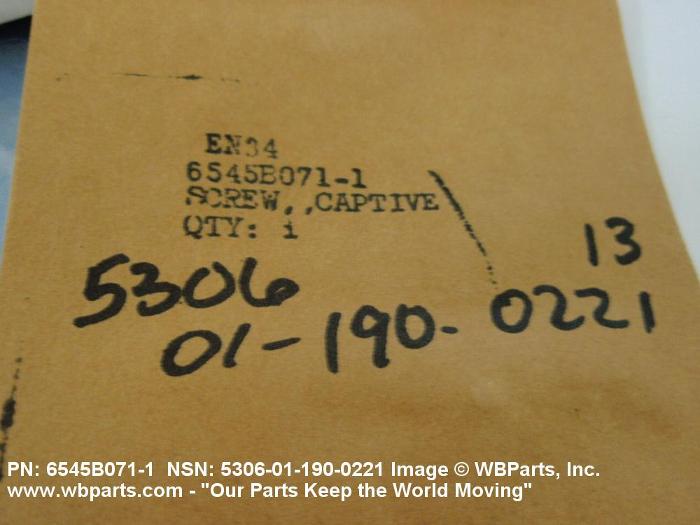 EN34
6545B071-1
SCREW,,CAPTIVE
QTY: 1
13
5306
01-190-0221
PN: 6545B071-1 NSN: 5306-01-190-0221 Image © WBParts, Inc.
www.wbparts.com - "Our Parts Keep the World Moving"